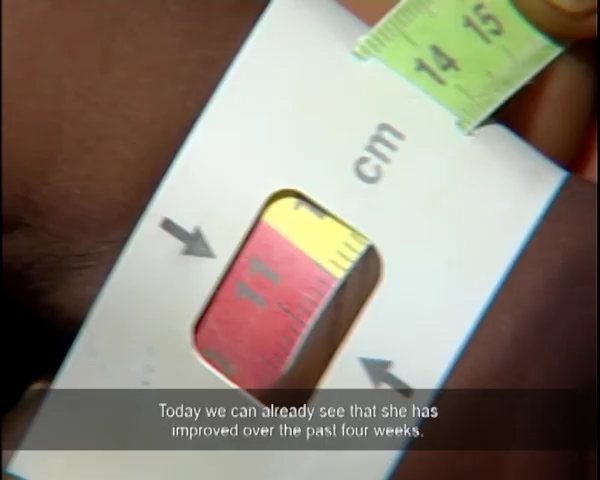 14 15
cm
11
Today we can already see that she has
improved over the past four weeks.